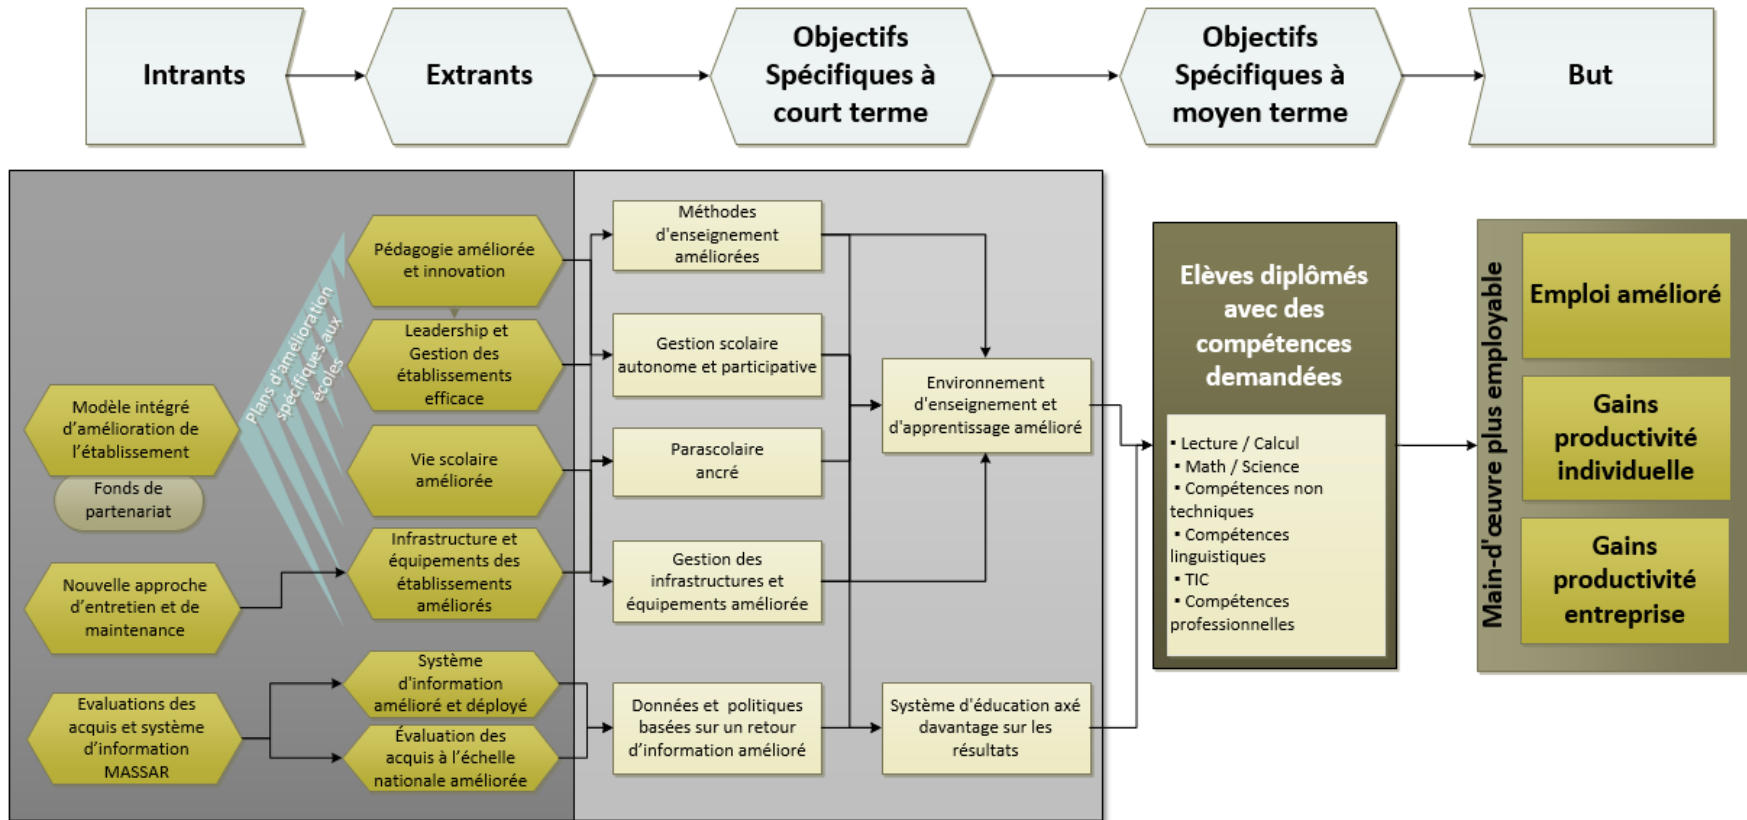 Intrants
Extrants
Objectifs
Spécifiques à
court terme
Objectifs
Spécifiques à
moyen terme
But
Modèle intégré
d'amélioration de
l'établissement
Fonds de
partenariat
Nouvelle approche
d'entretien et de
maintenance
Evaluations des
acquis et système
d'information
MASSAR
Plans d'amélioration
spécifiques aux
écoles
Pédagogie améliorée
et innovation
Leadership et
Gestion des
établissements
efficace
Vie scolaire
améliorée
Infrastructure et
équipements des
établissements
améliorés
Système
d'information
amélioré et déployé
Évaluation des
acquis à l'échelle
nationale améliorée
Méthodes
d'enseignement
améliorées
Gestion scolaire
autonome et participative
Parascolaire
ancré
Gestion des
infrastructures et
équipements améliorée
Données et politiques
basées sur un retour
d'information amélioré
Environnement
d'enseignement et
d'apprentissage amélioré
Système d'éducation axé
davantage sur les
résultats
Elèves diplômés
avec des
compétences
demandées
▪ Lecture / Calcul
▪ Math / Science
▪ Compétences non
techniques
▪ Compétences
linguistiques
▪ TIC
▪ Compétences
professionnelles
Main-d'œuvre plus employable
Emploi amélioré
Gains
productivité
individuelle
Gains
productivité
entreprise